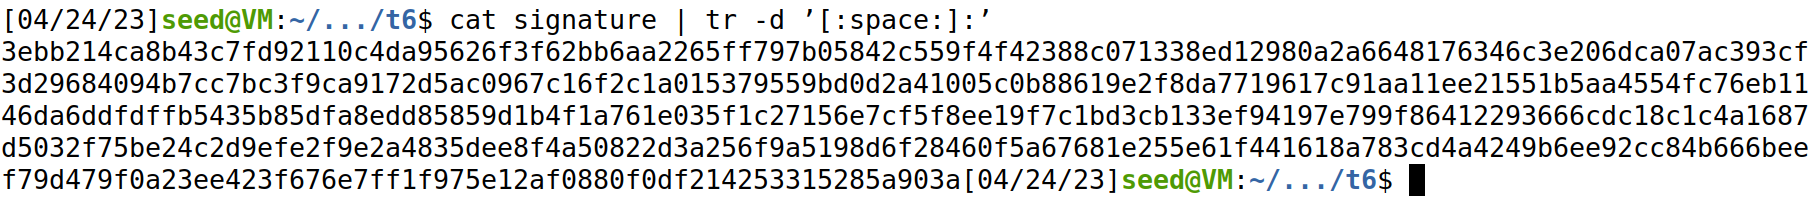 [04/24/23]seed@VM:~/.../t6$ cat signature | tr -d ’[:space:]:’
3ebb214ca8b43c7fd92110c4da95626f3f62bb6aa2265ff797b05842c559f4f42388c071338ed12980a2a6648176346c3e206dca07ac393cf
3d29684094b7cc7bc3f9ca9172d5ac0967c16f2c1a015379559bd0d2a41005c0b88619e2f8da7719617c91aa11ee21551b5aa4554fc76eb11
46da6ddfdffb5435b85dfa8edd85859d1b4f1a761e035f1c27156e7cf5f8ee19f7c1bd3cb133ef94197e799f86412293666cdc18c1c4a1687
d5032f75be24c2d9efe2f9e2a4835dee8f4a50822d3a256f9a5198d6f28460f5a67681e255e61f441618a783cd4a4249b6ee92cc84b666bee
f79d479f0a23ee423f676e7ff1f975e12af0880f0df214253315285a903a[04/24/23]seed@VM:~/.../t6$